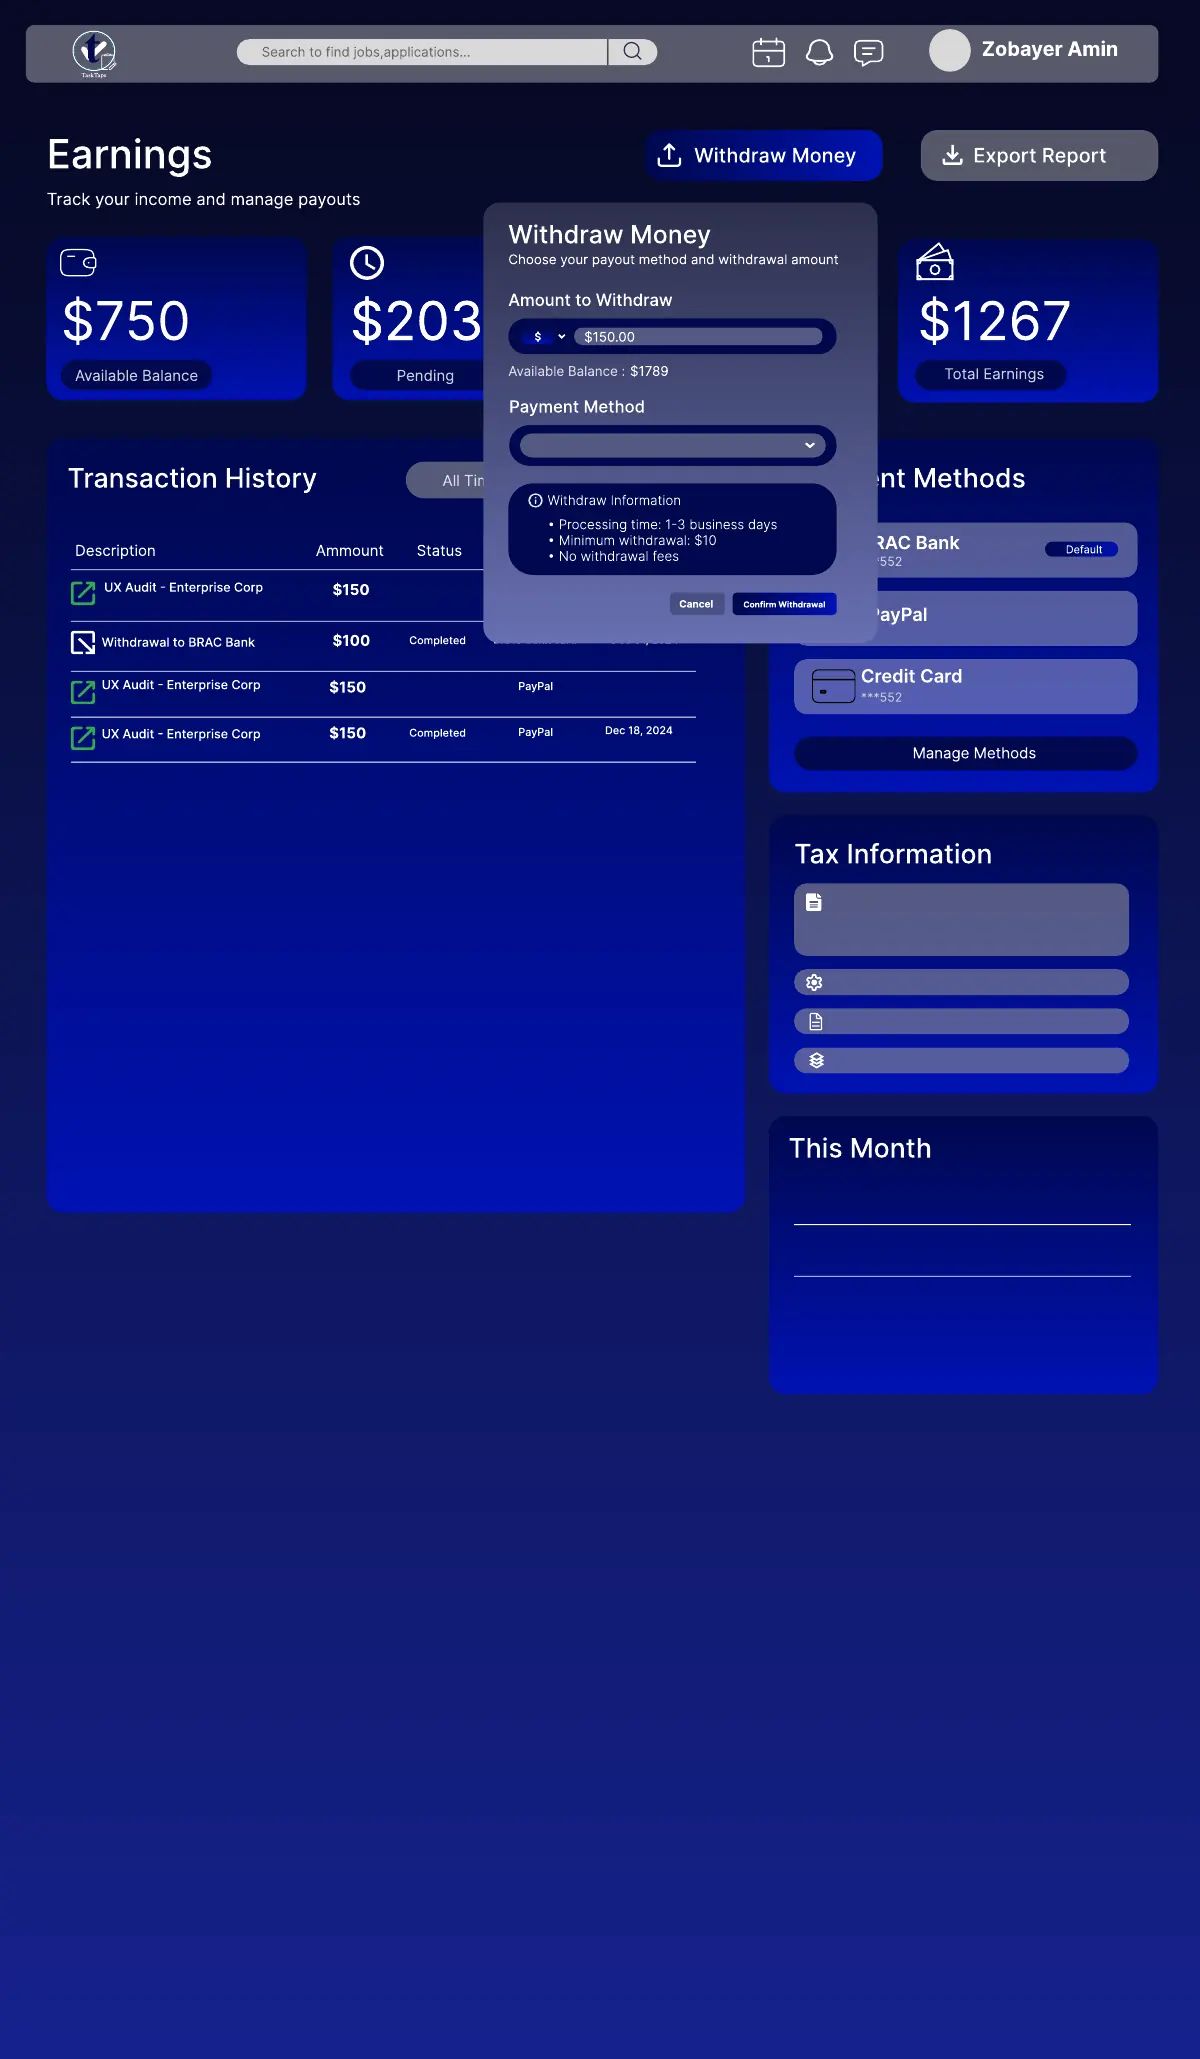 TaskTaps
Search to find jobs,applications...
1
Zobayer Amin
Earnings
Track your income and manage payouts
Withdraw Money
Export Report
$750
Available Balance
$203
Pending
$1267
Total Earnings
Withdraw Money
Choose your payout method and withdrawal amount
Amount to Withdraw
$ $150.00
Available Balance : $1789
Payment Method
Withdraw Information
• Processing time: 1-3 business days
• Minimum withdrawal: $10
• No withdrawal fees
Cancel
Confirm Withdrawal
Transaction History
All Tim
Description Ammount Status
UX Audit - Enterprise Corp $150
Withdrawal to BRAC Bank $100 Completed
UX Audit - Enterprise Corp $150 PayPal
UX Audit - Enterprise Corp $150 Completed PayPal Dec 18, 2024
nt Methods
RAC Bank
*552
Default
PayPal
Credit Card
***552
Manage Methods
Tax Information
This Month